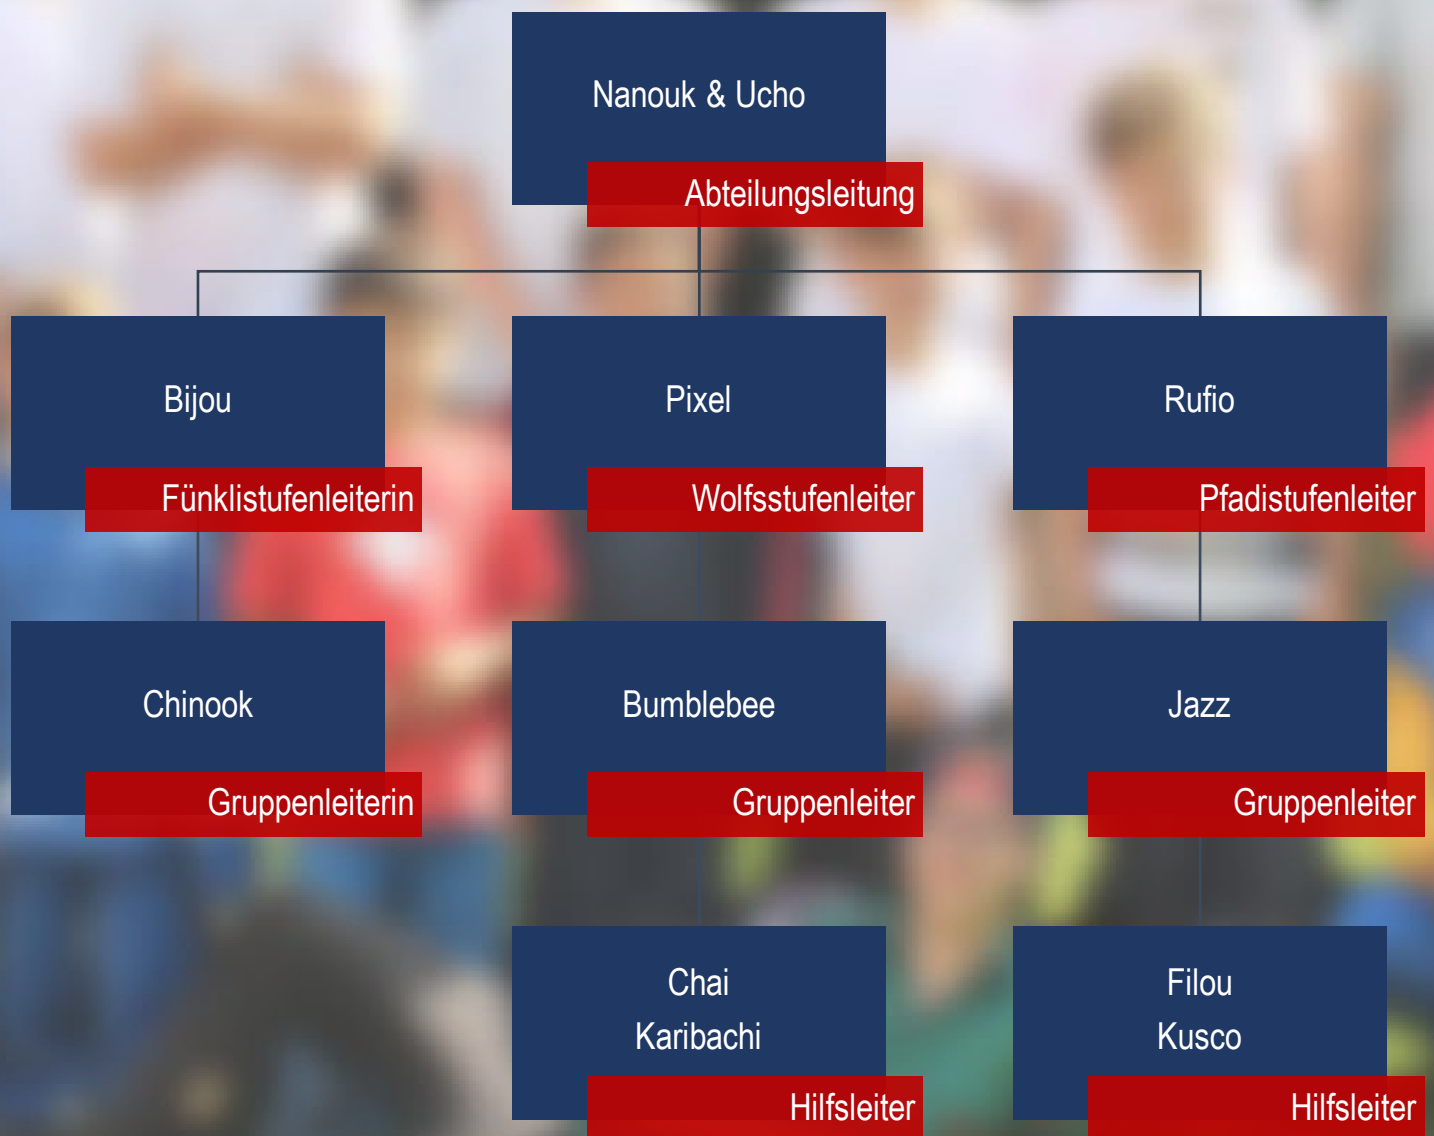 Nanouk & Ucho
Abteilungsleitung
Bijou
Fünklistufenleiterin
Pixel
Wolfsstufenleiter
Rufio
Pfadistufenleiter
Chinook
Gruppenleiterin
Bumblebee
Gruppenleiter
Jazz
Gruppenleiter
Chai
Karibachi
Hilfsleiter
Filou
Kusco
Hilfsleiter